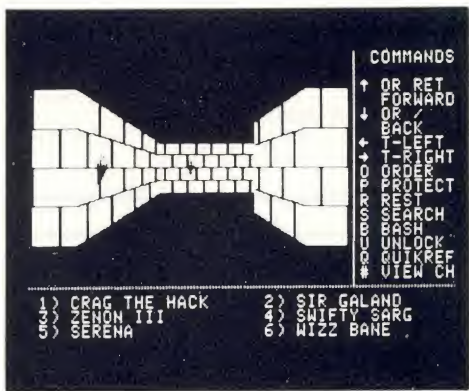 COMMANDS
↑ OR RET
FORWARD
↓ OR /
BACK
← T-LEFT
→ T-RIGHT
O ORDER
P PROTECT
R REST
S SEARCH
B BASH
U UNLOCK
Q QUIKREF
# VIEW CH
1) CRAG THE HACK 2) SIR GALAND
3) ZENON III 4) SWIFTY SARG
5) SERENA 6) WIZZ BANE